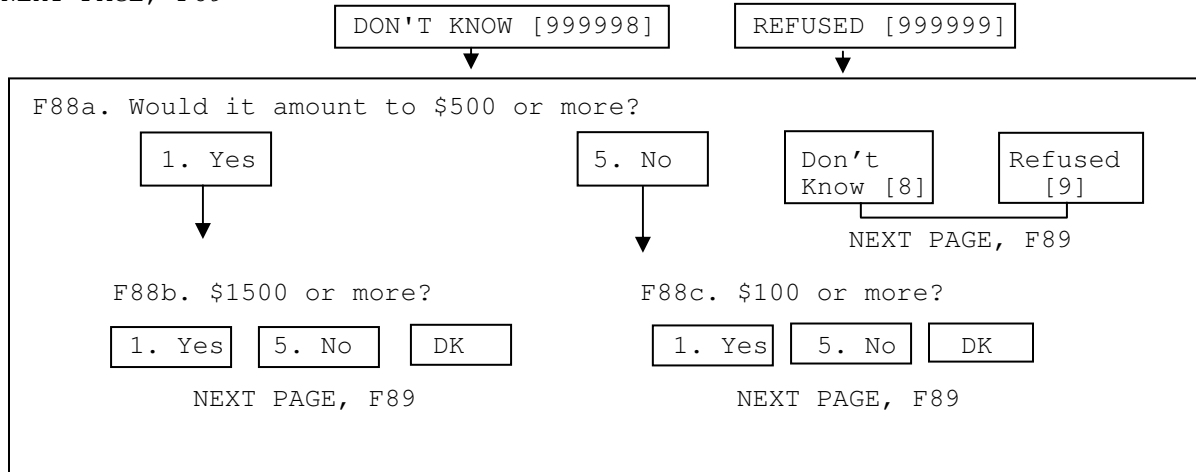 NEXT PAGE, F89
DON'T KNOW [999998] REFUSED [999999]
F88a. Would it amount to $500 or more?
1. Yes 5. No Don't Know [8] Refused [9]
NEXT PAGE, F89
F88b. $1500 or more? F88c. $100 or more?
1. Yes 5. No DK 1. Yes 5. No DK
NEXT PAGE, F89 NEXT PAGE, F89